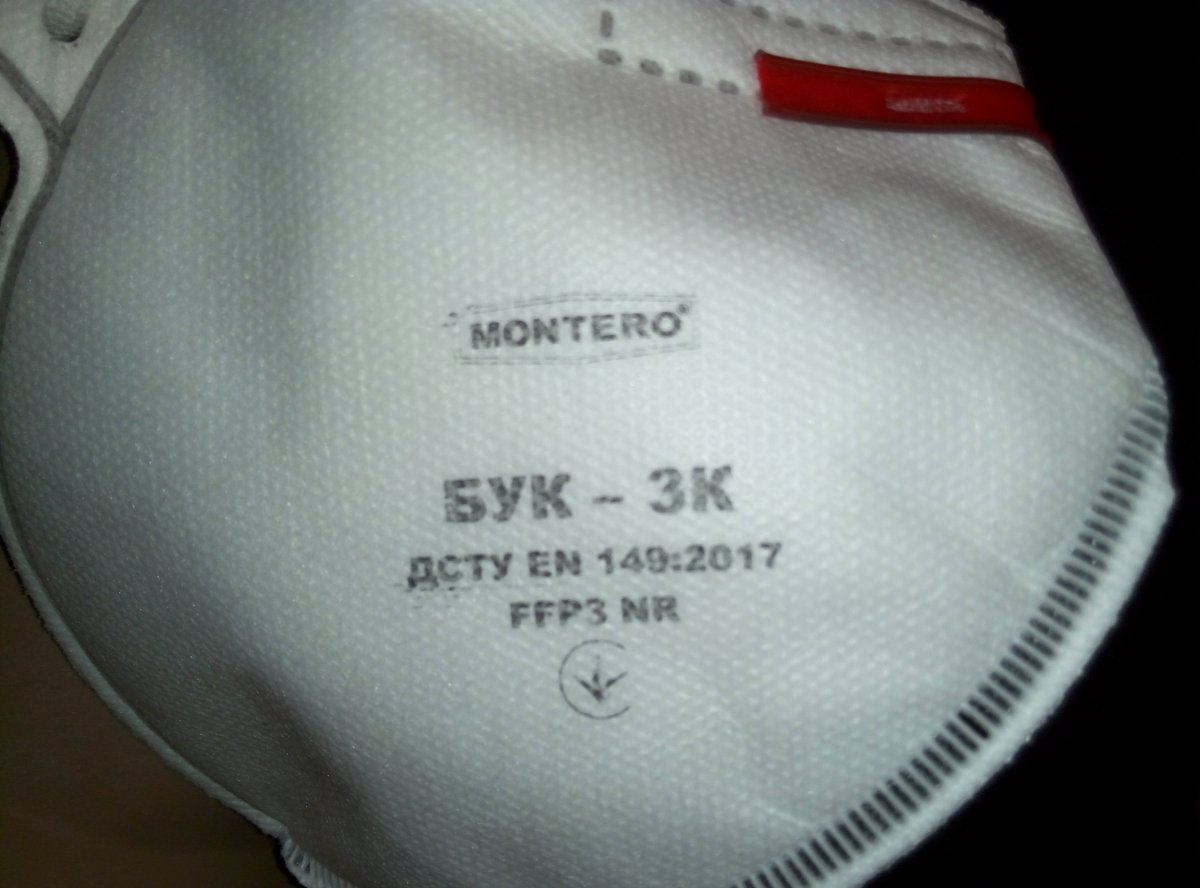 MONTERO®
БУК - 3К
ДСТУ EN 149:2017
FFP3 NR